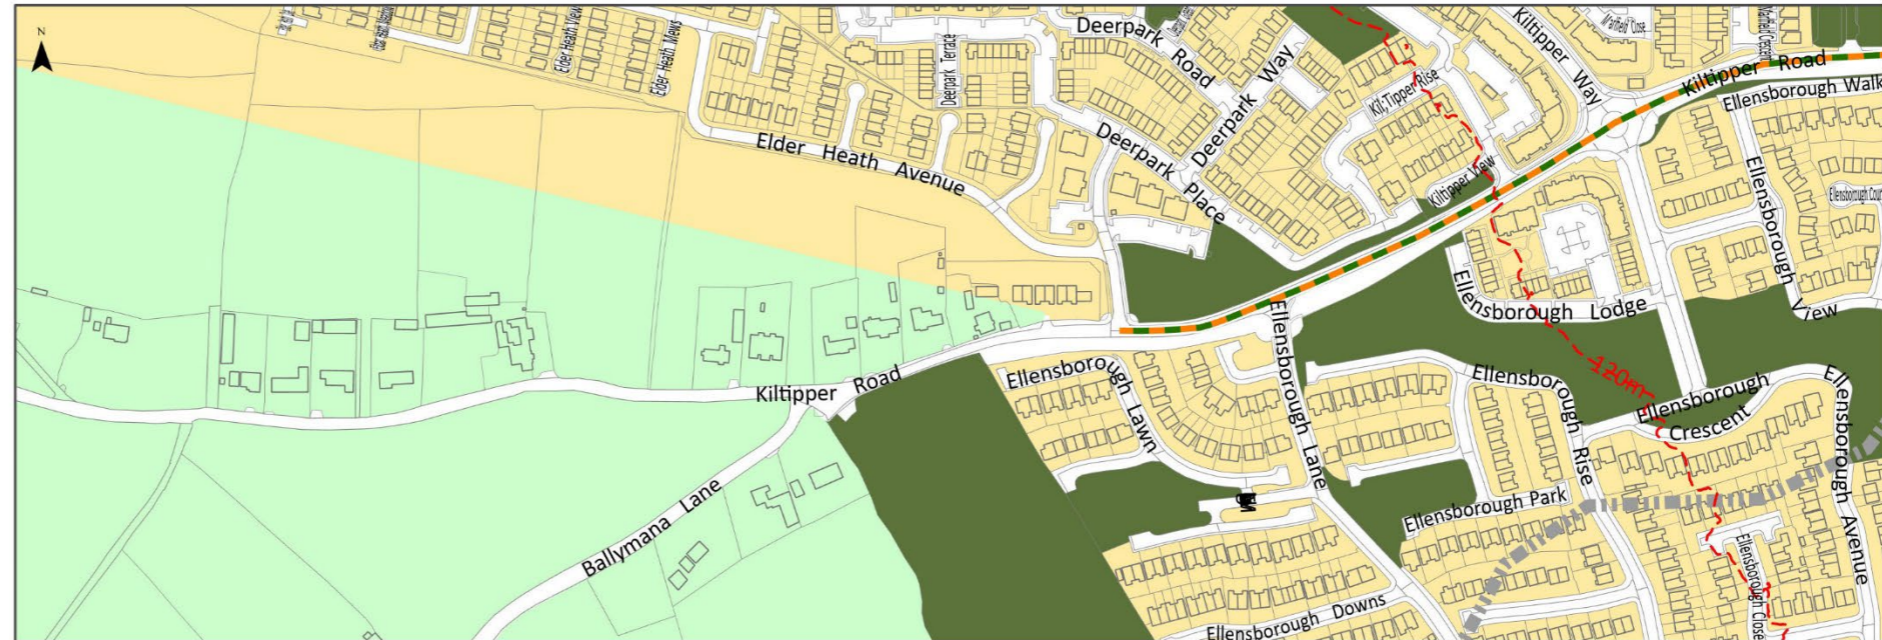 N
Elder Heath View
Elder Heath Mews
Deerpark Terrace
Deerpark Road
Deerpark Way
Kiltipper Way
Kiltipper Road
Ellensborough Walk
Kil;Tipper Rise
Elder Heath Avenue
Deerpark Place
Kiltipper View
Ellensborough View
Ellensborough Lodge
Kiltipper Road
Ellensborough Lawn
Ellensborough Lane
Ellensborough Rise
120m
Ellensborough Crescent
Ellensborough Avenue
Ballymana Lane
Ellensborough Park
Ellensborough Close
Ellensborough Downs